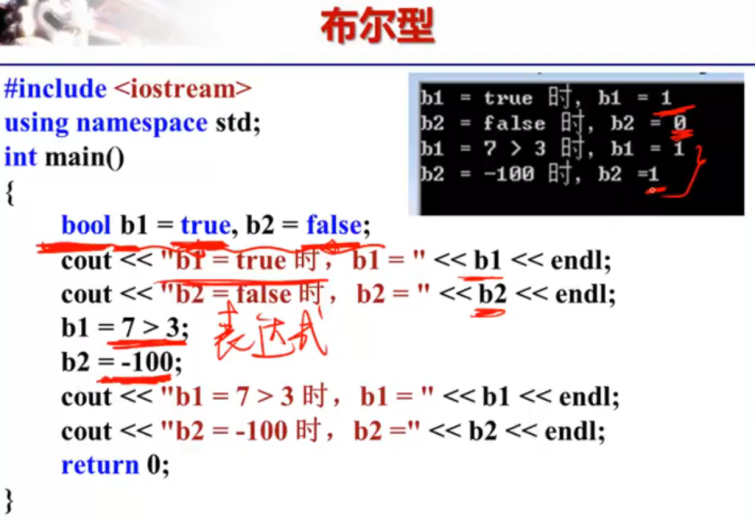 布尔型
#include <iostream>
using namespace std;
int main()
{
bool b1 = true, b2 = false;
cout << "b1 = true 时，b1 = " << b1 << endl;
cout << "b2 = false 时，b2 = " << b2 << endl;
b1 = 7 > 3;
表达式
b2 = -100;
cout << "b1 = 7 > 3 时，b1 = " << b1 << endl;
cout << "b2 = -100 时，b2 =" << b2 << endl;
return 0;
}
b1 = true 时，b1 = 1
b2 = false 时，b2 = 0
b1 = 7 > 3 时，b1 = 1
b2 = -100 时，b2 =1